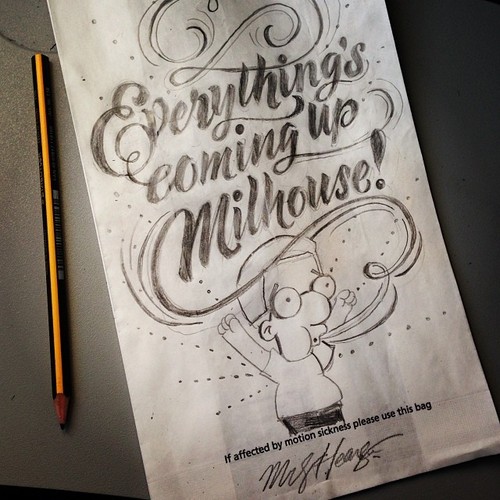 Everything's
coming up
Milhouse!
If affected by motion sickness please use this bag